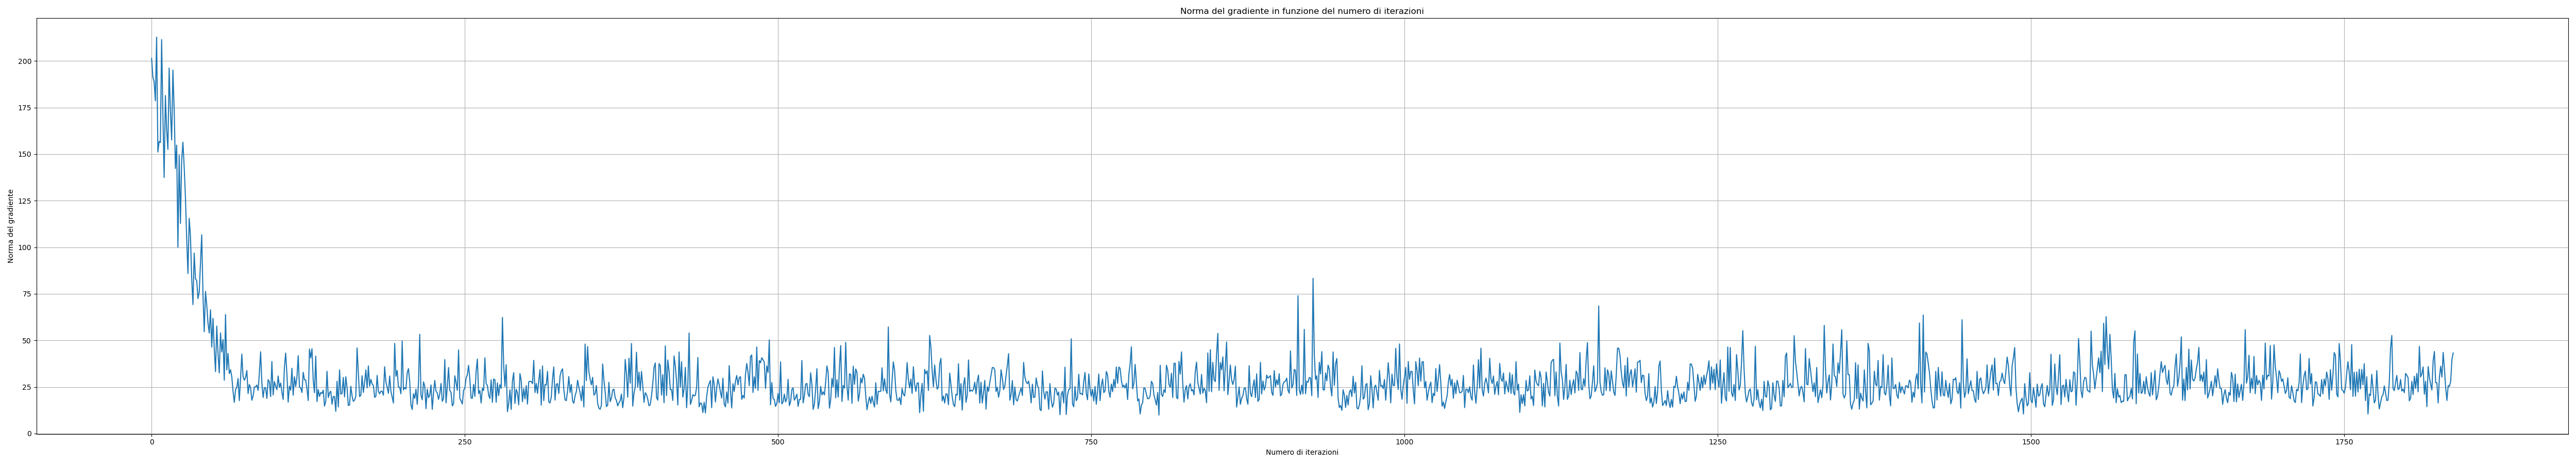 Norma del gradiente in funzione del numero di iterazioni
Norma del gradiente
200
175
150
125
100
75
50
25
0
0 250 500 750 1000 1250 1500 1750
Numero di iterazioni